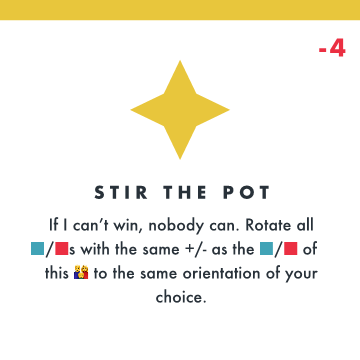 -4
STIR THE POT
If I can’t win, nobody can. Rotate all
🟦/🟥s with the same +/- as the 🟦/🟥 of
this 👯 to the same orientation of your
choice.